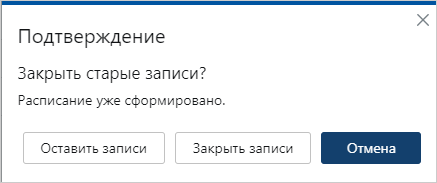 Подтверждение
Закрыть старые записи?
Расписание уже сформировано.
Оставить записи Закрыть записи Отмена